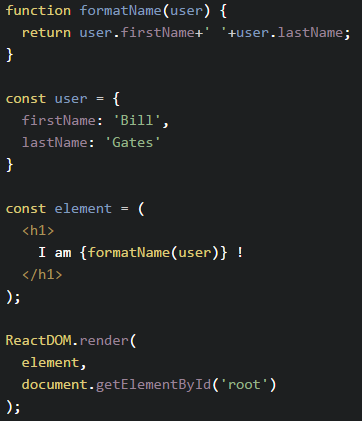 function formatName(user) {
  return user.firstName+' '+user.lastName;
}

const user = {
  firstName: 'Bill',
  lastName: 'Gates'
}

const element = (
  <h1>
    I am {formatName(user)} !
  </h1>
);

ReactDOM.render(
  element,
  document.getElementById('root')
);